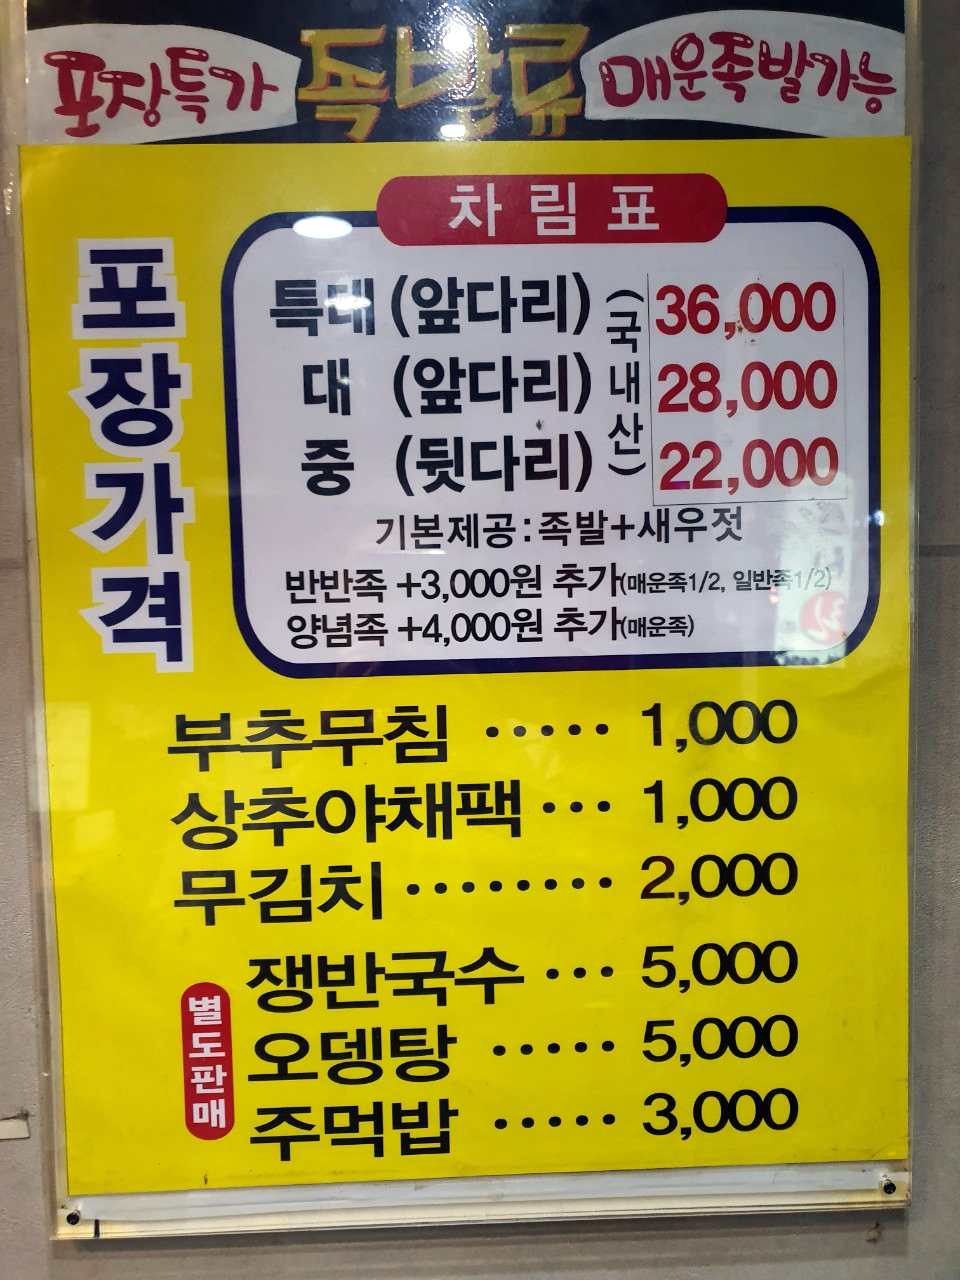 포장특가 족발류 매운족발가능
차림표
포장가격
특대 (앞다리) 36,000
대 (앞다리) 28,000
중 (뒷다리) 22,000
(국내산)
기본제공:족발+새우젓
반반족 +3,000원 추가(매운족1/2, 일반족1/2)
양념족 +4,000원 추가(매운족)
부추무침 ····· 1,000
상추야채팩 ··· 1,000
무김치 ········ 2,000
별도판매
쟁반국수 ··· 5,000
오뎅탕 ····· 5,000
주먹밥 ····· 3,000